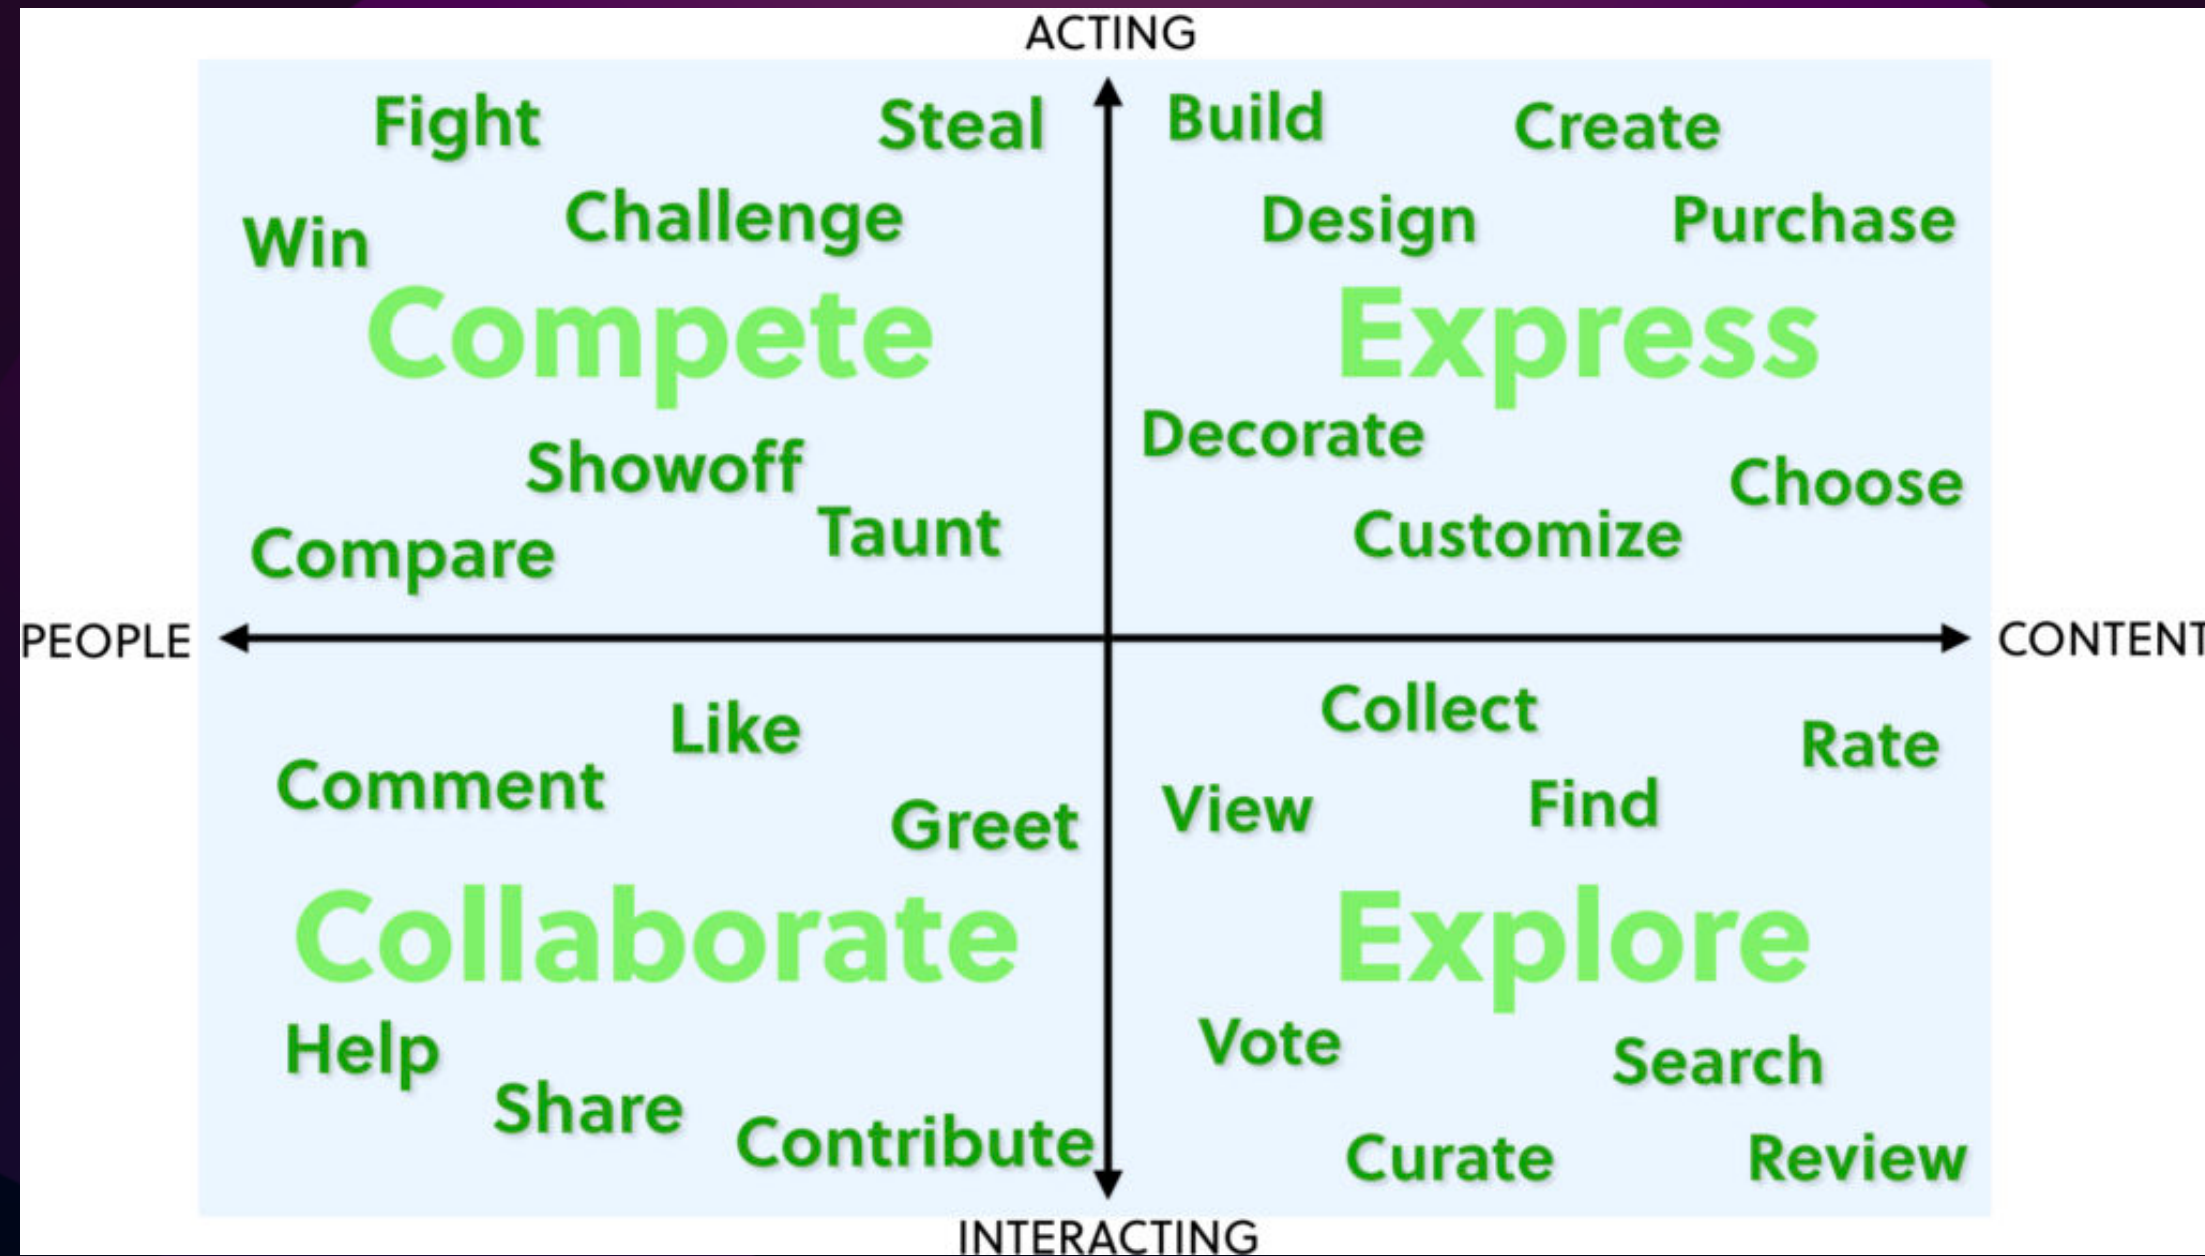 ACTING
Fight
Steal
Challenge
Win
Compete
Showoff
Taunt
Compare
Build
Create
Design
Purchase
Express
Decorate
Choose
Customize
PEOPLE
CONTENT
Like
Comment
Greet
Collaborate
Help
Share
Contribute
Collect
Rate
View
Find
Explore
Vote
Search
Curate
Review
INTERACTING